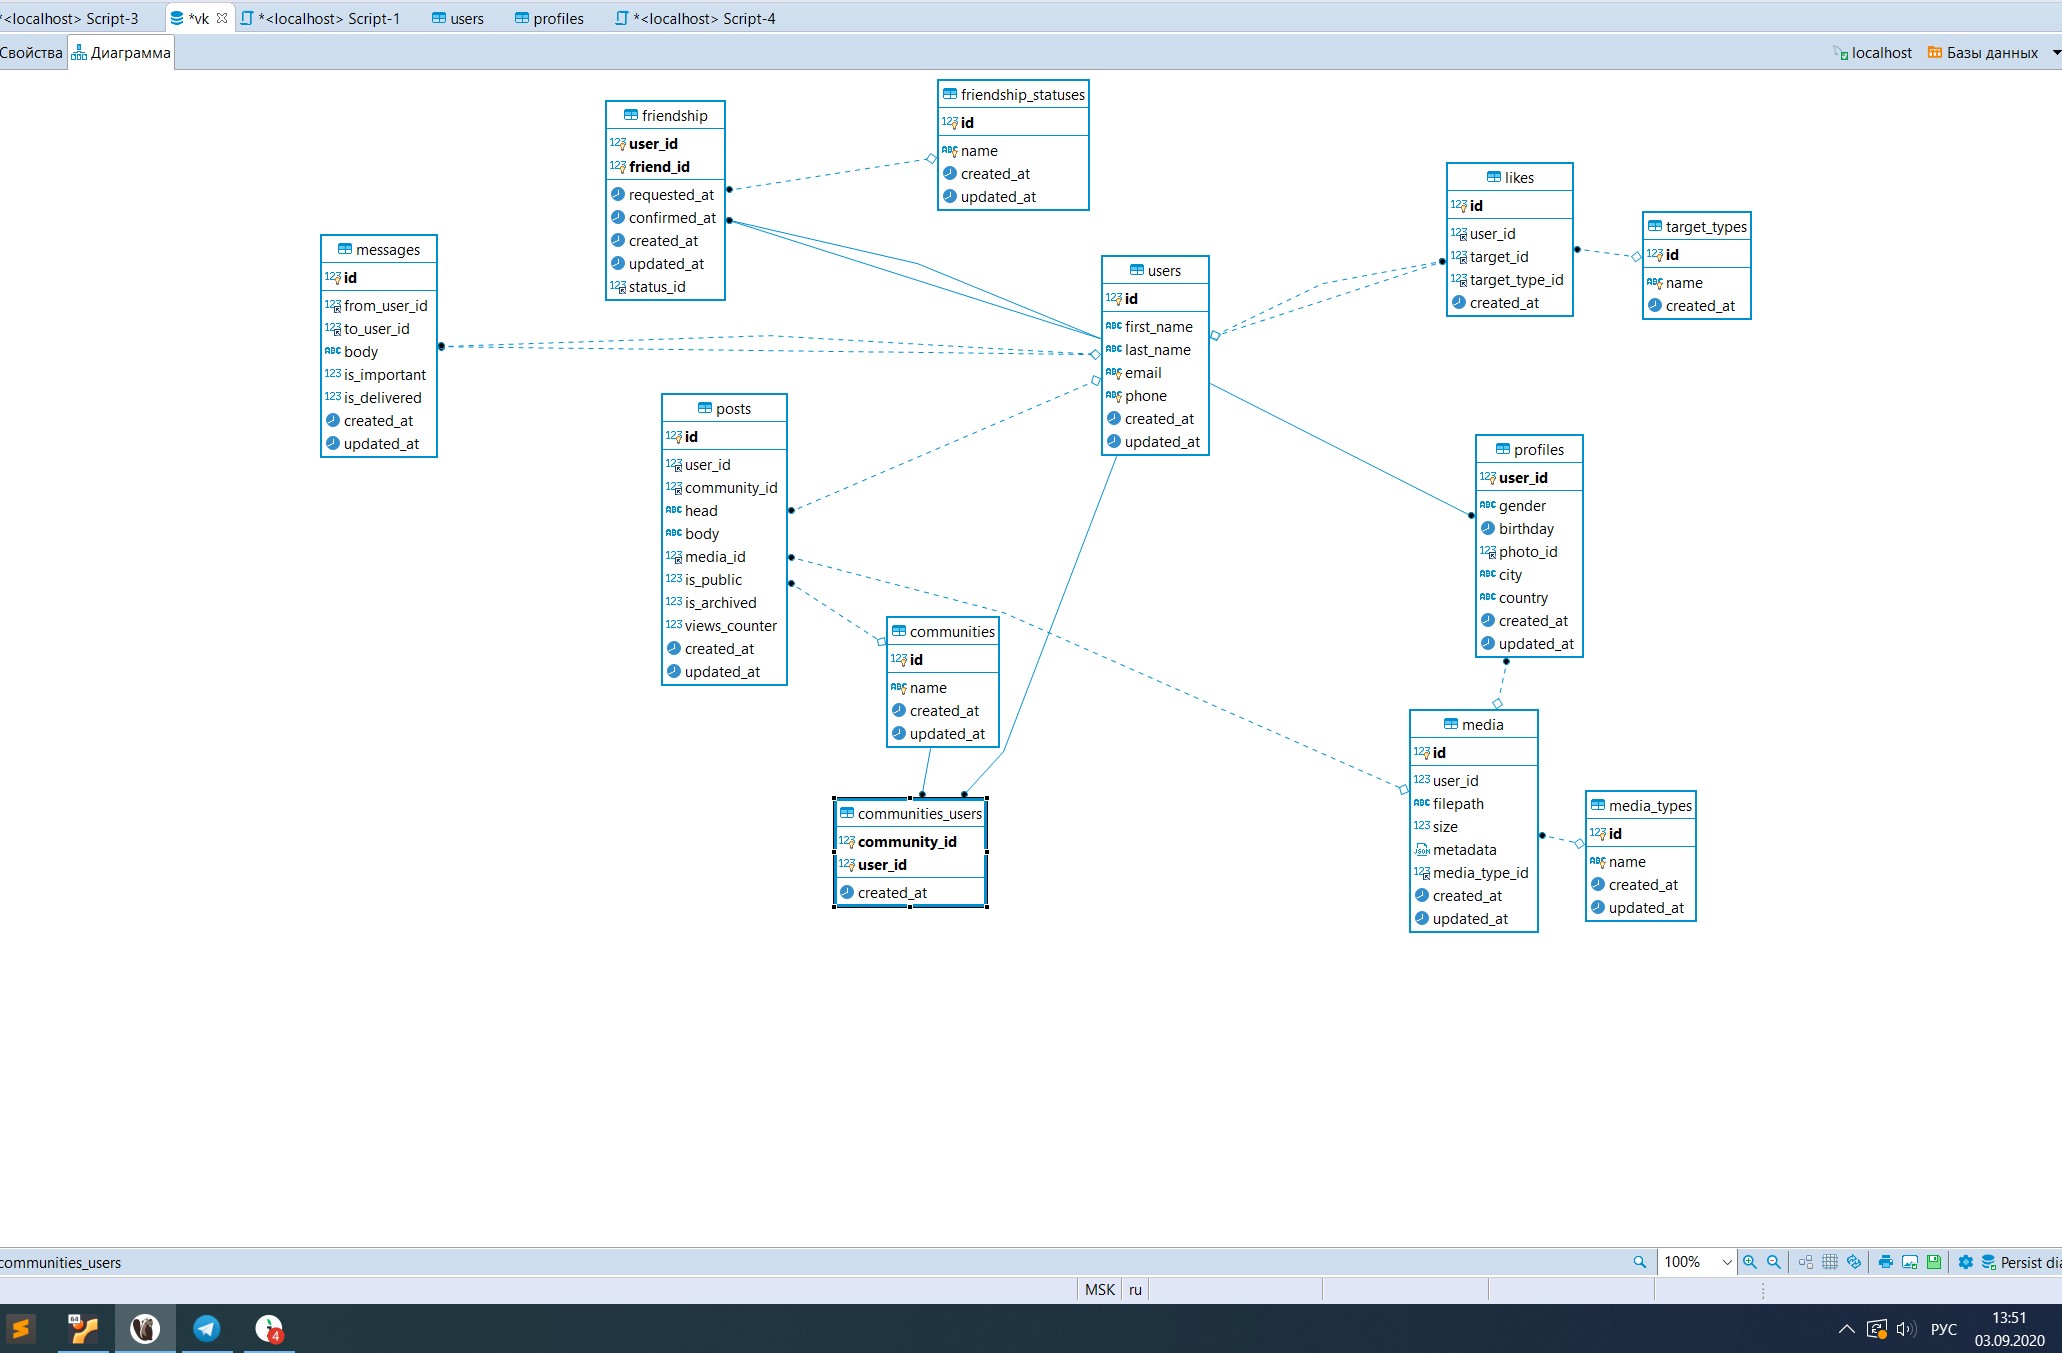 *<localhost> Script-3
*vk
*<localhost> Script-1
users
profiles
*<localhost> Script-4
Свойства
Диаграмма
localhost
Базы данных
friendship
user_id
friend_id
requested_at
confirmed_at
created_at
updated_at
status_id
friendship_statuses
id
name
created_at
updated_at
likes
id
user_id
target_id
target_type_id
created_at
target_types
id
name
created_at
messages
id
from_user_id
to_user_id
body
is_important
is_delivered
created_at
updated_at
users
id
first_name
last_name
email
phone
created_at
updated_at
posts
id
user_id
community_id
head
body
media_id
is_public
is_archived
views_counter
created_at
updated_at
profiles
user_id
gender
birthday
photo_id
city
country
created_at
updated_at
communities
id
name
created_at
updated_at
media
id
user_id
filepath
size
metadata
media_type_id
created_at
updated_at
media_types
id
name
created_at
updated_at
communities_users
community_id
user_id
created_at
communities_users
100%
Persist dia
MSK
ru
64
4
РУС
13:51
03.09.2020